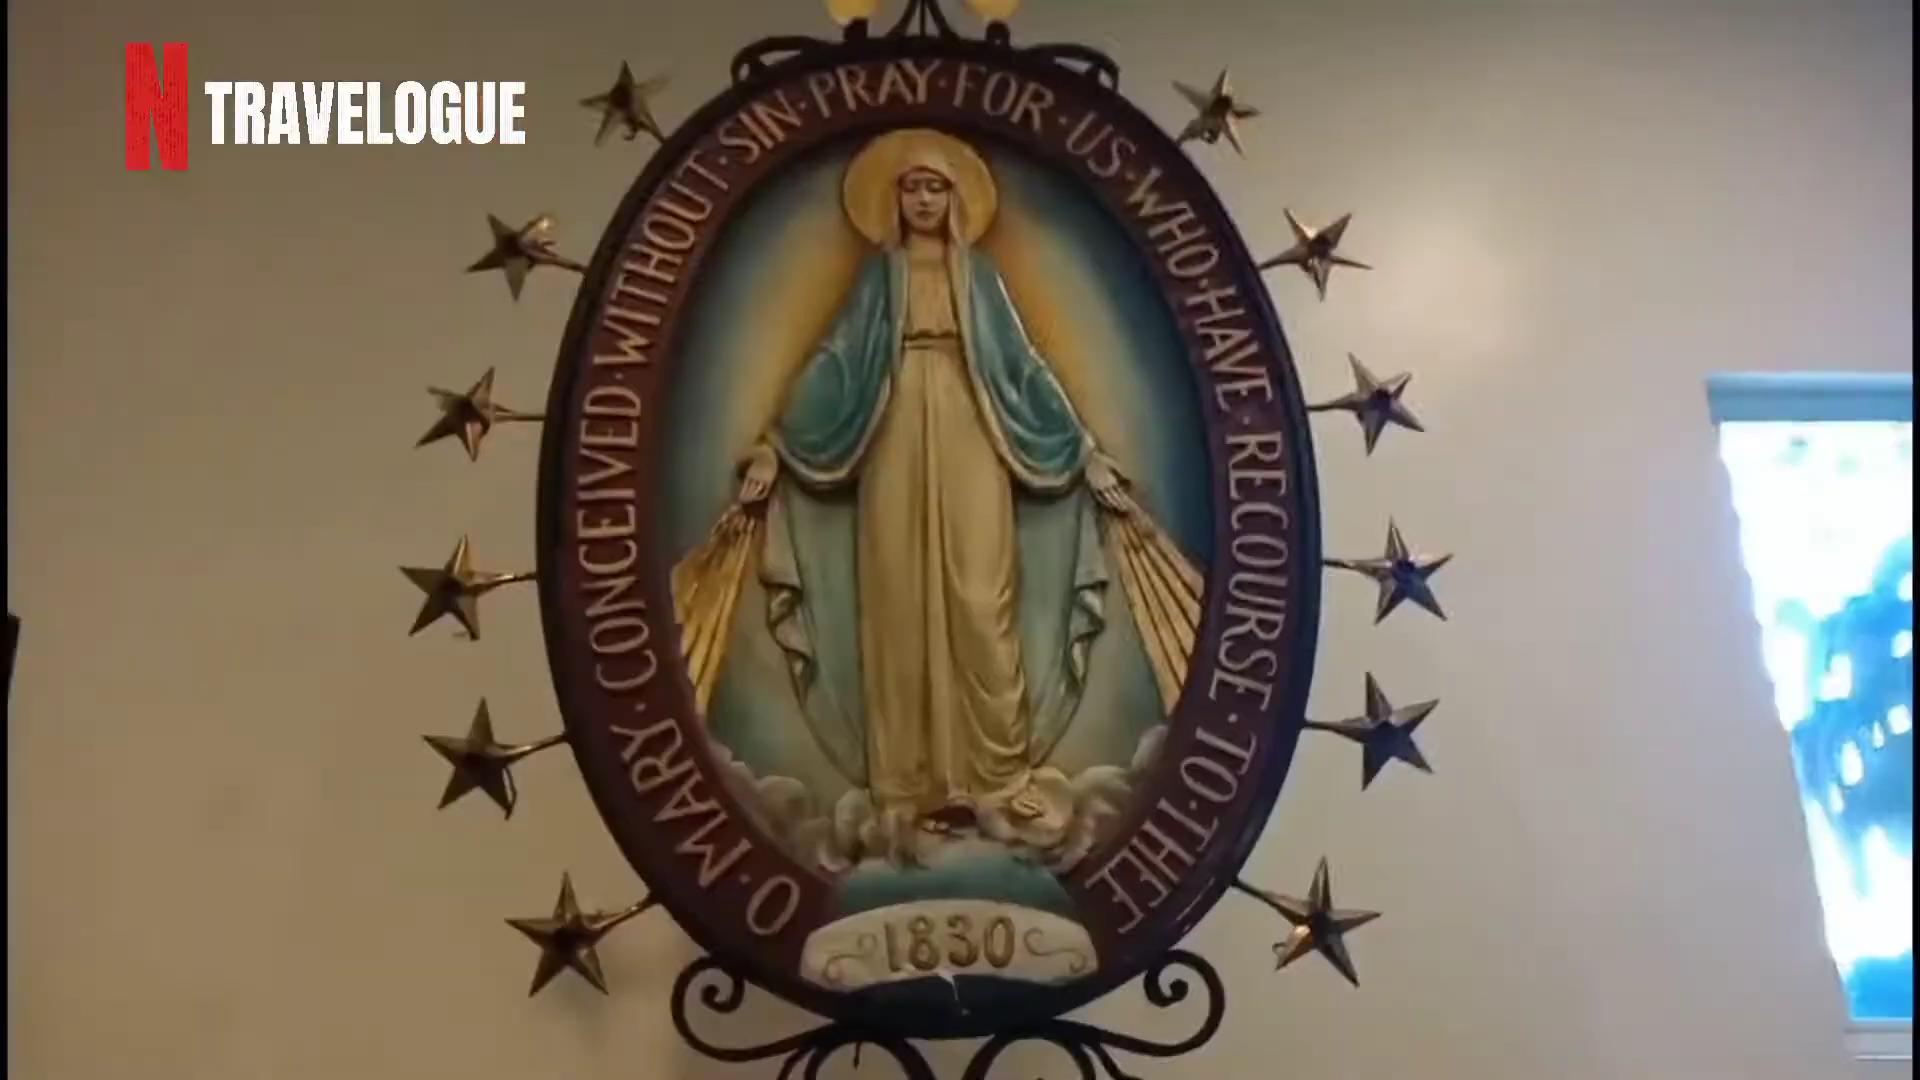 N TRAVELOGUE
O·MARY·CONCEIVED·WITHOUT·SIN·PRAY·FOR·US·WHO·HAVE·RECOURSE·TO·THEE
1830